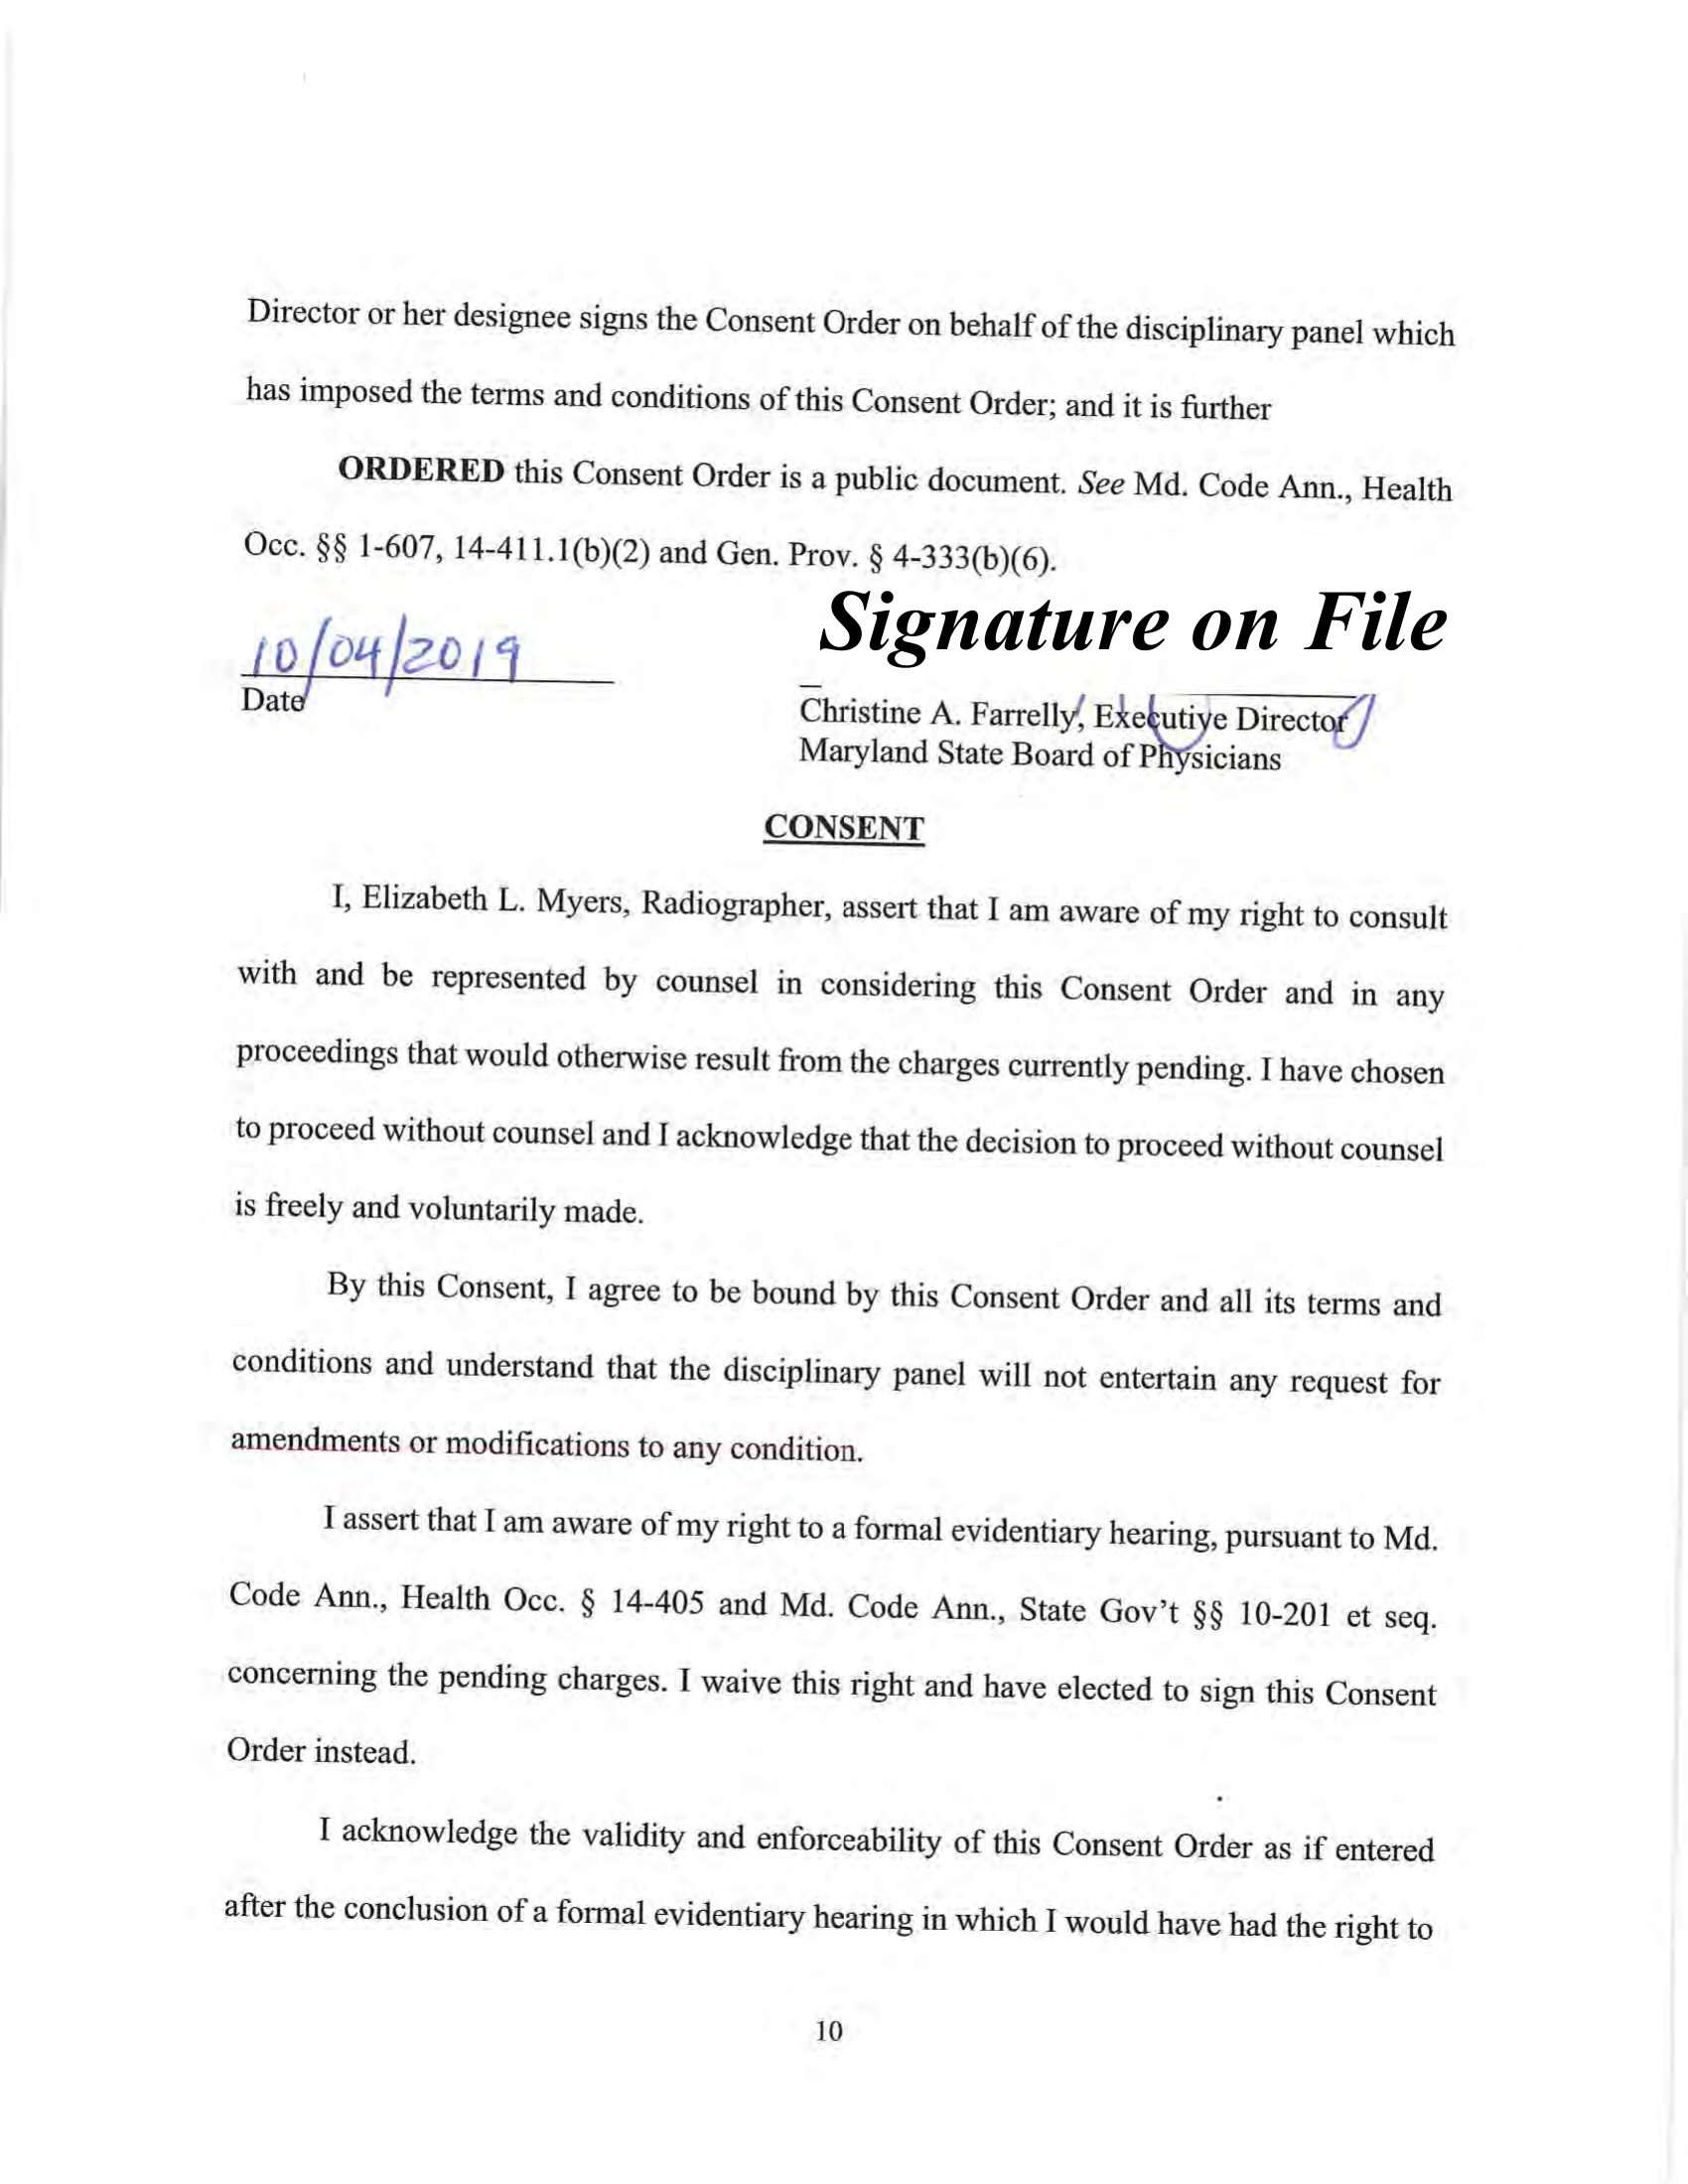 Director or her designee signs the Consent Order on behalf of the disciplinary panel which
has imposed the terms and conditions of this Consent Order; and it is further
ORDERED this Consent Order is a public document. See Md. Code Ann., Health
Occ. §§ 1-607, 14-411.1(b)(2) and Gen. Prov. § 4-333(b)(6).
10/04/2019
Date
Signature on File
Christine A. Farrelly, Executive Director
Maryland State Board of Physicians
CONSENT
I, Elizabeth L. Myers, Radiographer, assert that I am aware of my right to consult
with and be represented by counsel in considering this Consent Order and in any
proceedings that would otherwise result from the charges currently pending. I have chosen
to proceed without counsel and I acknowledge that the decision to proceed without counsel
is freely and voluntarily made.
By this Consent, I agree to be bound by this Consent Order and all its terms and
conditions and understand that the disciplinary panel will not entertain any request for
amendments or modifications to any condition.
I assert that I am aware of my right to a formal evidentiary hearing, pursuant to Md.
Code Ann., Health Occ. § 14-405 and Md. Code Ann., State Gov't §§ 10-201 et seq.
concerning the pending charges. I waive this right and have elected to sign this Consent
Order instead.
I acknowledge the validity and enforceability of this Consent Order as if entered
after the conclusion of a formal evidentiary hearing in which I would have had the right to
10